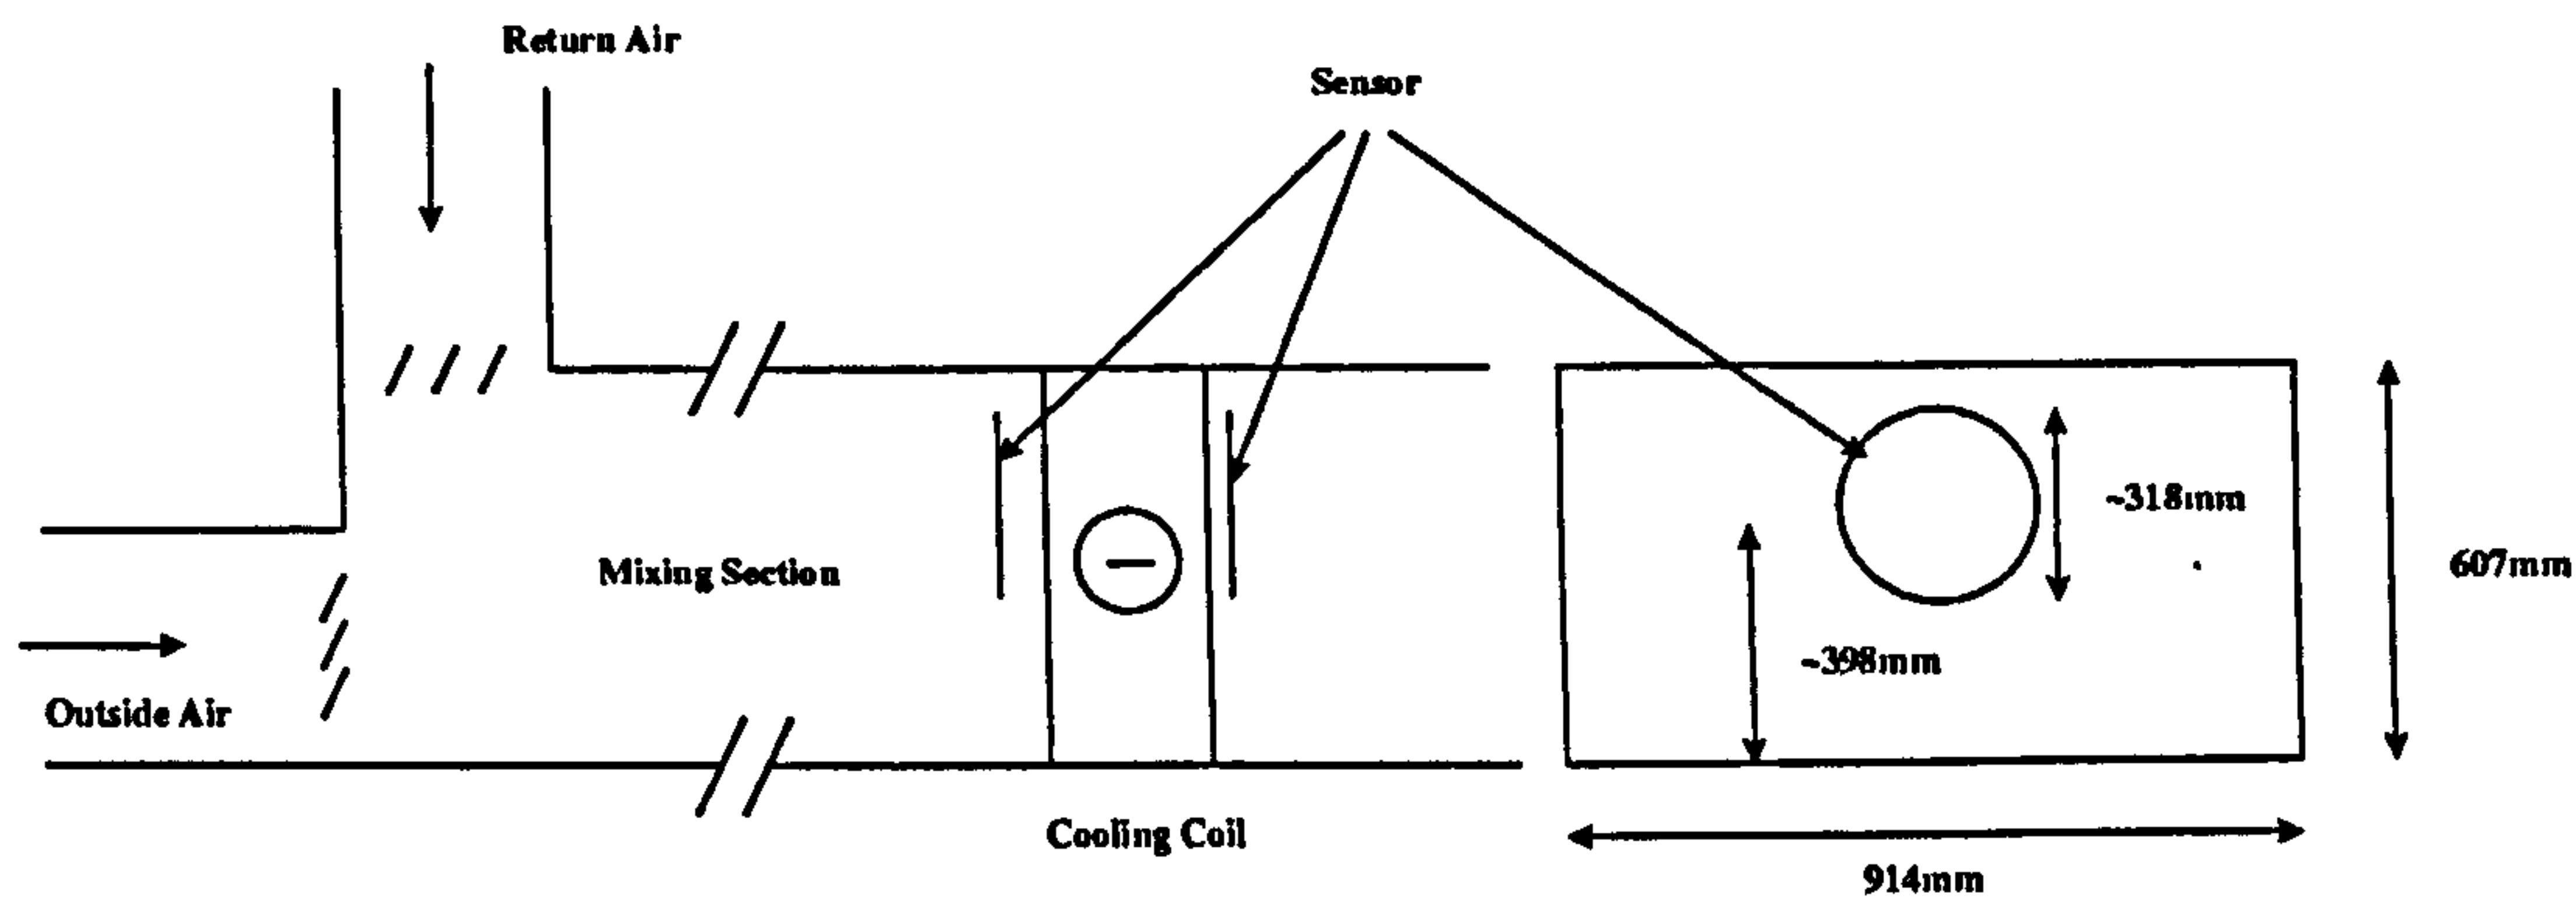 Return Air
Sensor
~318mm
Mixing Section
607mm
~398mm
Outside Air
Cooling Coil
914mm